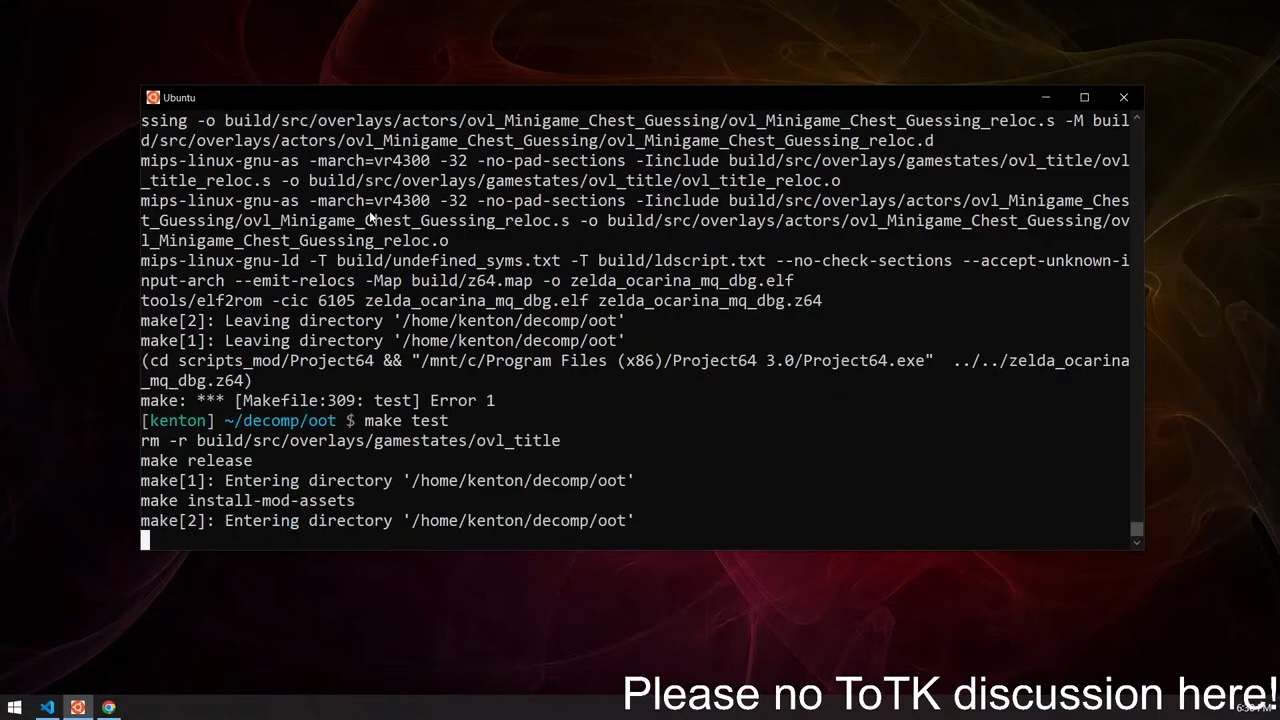 Ubuntu
ssing -o build/src/overlays/actors/ovl_Minigame_Chest_Guessing/ovl_Minigame_Chest_Guessing_reloc.s -M buil
d/src/overlays/actors/ovl_Minigame_Chest_Guessing/ovl_Minigame_Chest_Guessing_reloc.d
mips-linux-gnu-as -march=vr4300 -32 -no-pad-sections -Iinclude build/src/overlays/gamestates/ovl_title/ovl
_title_reloc.s -o build/src/overlays/gamestates/ovl_title/ovl_title_reloc.o
mips-linux-gnu-as -march=vr4300 -32 -no-pad-sections -Iinclude build/src/overlays/actors/ovl_Minigame_Ches
t_Guessing/ovl_Minigame_Chest_Guessing_reloc.s -o build/src/overlays/actors/ovl_Minigame_Chest_Guessing/ov
l_Minigame_Chest_Guessing_reloc.o
mips-linux-gnu-ld -T build/undefined_syms.txt -T build/ldscript.txt --no-check-sections --accept-unknown-i
nput-arch --emit-relocs -Map build/z64.map -o zelda_ocarina_mq_dbg.elf
tools/elf2rom -cic 6105 zelda_ocarina_mq_dbg.elf zelda_ocarina_mq_dbg.z64
make[2]: Leaving directory '/home/kenton/decomp/oot'
make[1]: Leaving directory '/home/kenton/decomp/oot'
(cd scripts_mod/Project64 && "/mnt/c/Program Files (x86)/Project64 3.0/Project64.exe"  ../../zelda_ocarina
_mq_dbg.z64)
make: *** [Makefile:309: test] Error 1
[kenton] ~/decomp/oot $ make test
rm -r build/src/overlays/gamestates/ovl_title
make release
make[1]: Entering directory '/home/kenton/decomp/oot'
make install-mod-assets
make[2]: Entering directory '/home/kenton/decomp/oot'
Please no ToTK discussion here!